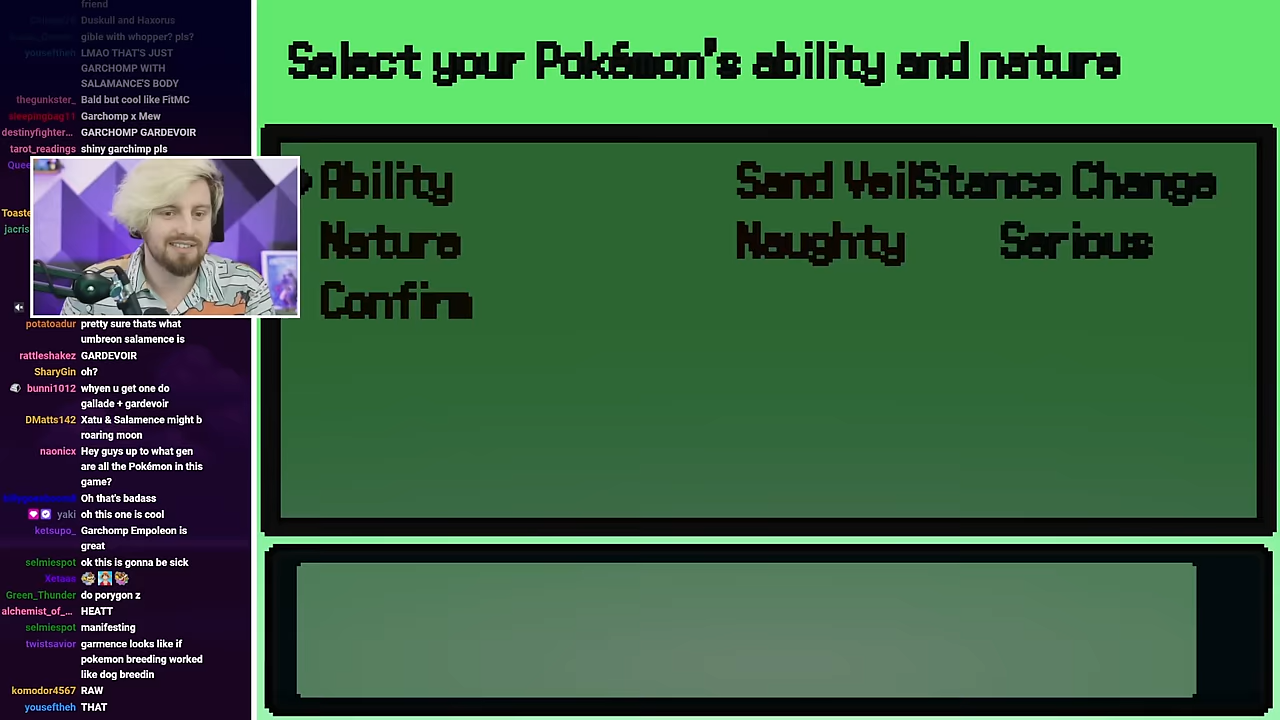 friend
Duskull and Haxorus
gible with whopper? pls?
youseftheh LMAO THAT'S JUST
GARCHOMP WITH
SALAMANCE'S BODY
thegunkster_ Bald but cool like FitMC
sleepingbag11 Garchomp x Mew
destinyfighter... GARCHOMP GARDEVOIR
tarot_readings shiny garchimp pls
potatoadur pretty sure thats what
umbreon salamence is
rattleshakez GARDEVOIR
SharyGin oh?
bunni1012 whyen u get one do
gallade + gardevoir
DMatts142 Xatu & Salamence might b
roaring moon
naonicx Hey guys up to what gen
are all the Pokémon in this
game?
Oh that's badass
yaki oh this one is cool
ketsupo_ Garchomp Empoleon is
great
selmiespot ok this is gonna be sick
Xetaas
Green_Thunder do porygon z
alchemist_of_... HEATT
selmiespot manifesting
twistsavior garmence looks like if
pokemon breeding worked
like dog breedin
komodor4567 RAW
youseftheh THAT
Select your Pokémon's ability and nature
Ability Sand Veil Stance Change
Nature Naughty Serious
Confirm